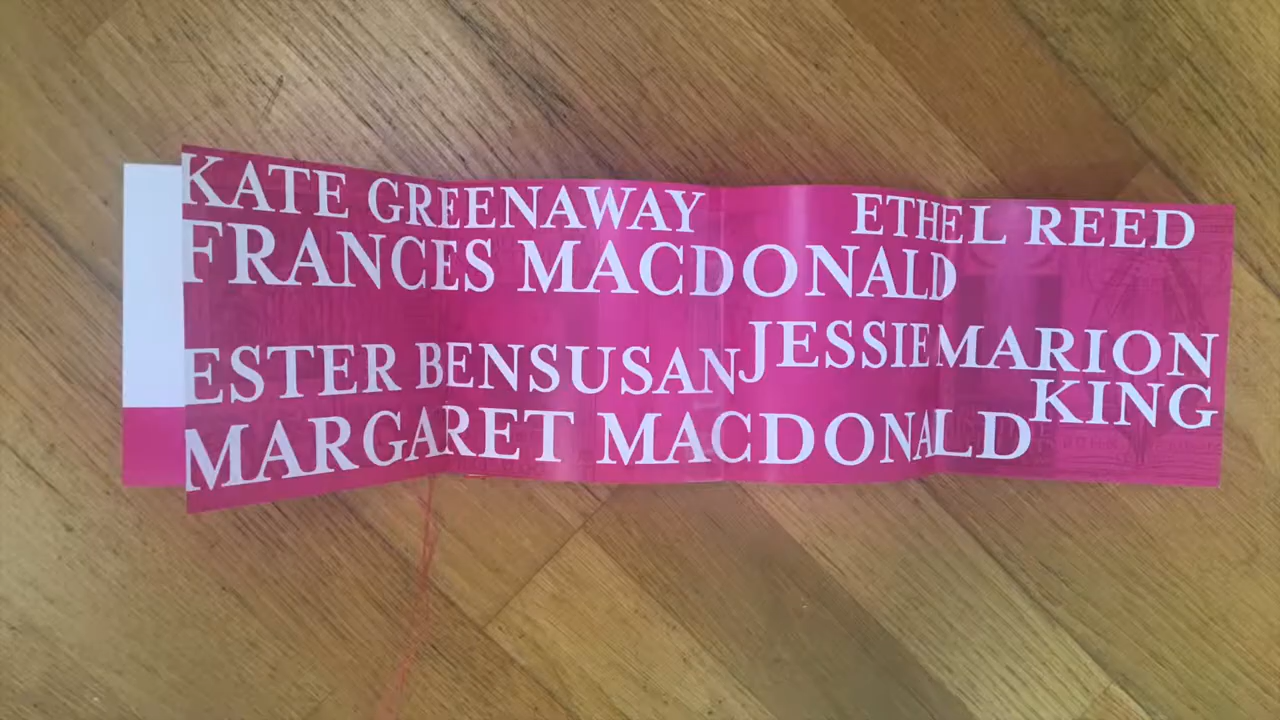 KATE GREENAWAY ETHEL REED
FRANCES MACDONALD
ESTER BENSUSAN JESSIE MARION
KING
MARGARET MACDONALD